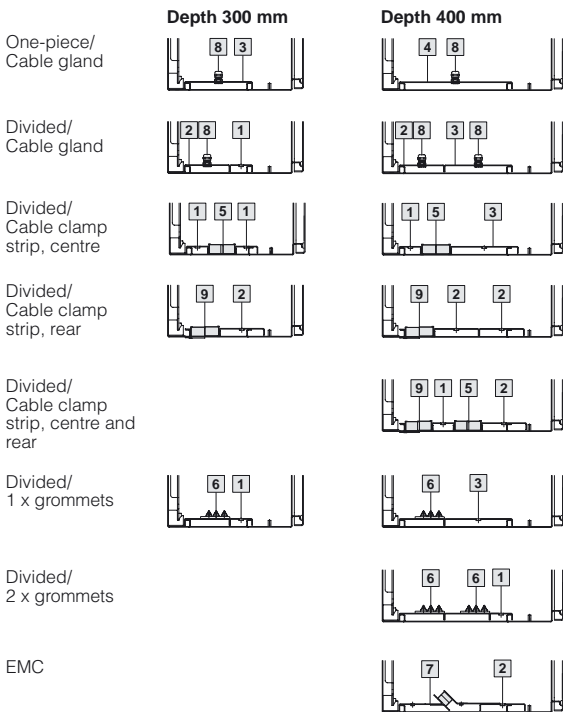 Depth 300 mm Depth 400 mm
One-piece/
Cable gland
8 3 4 8
Divided/
Cable gland
2 8 1 2 8 3 8
Divided/
Cable clamp
strip, centre
1 5 1 1 5 3
Divided/
Cable clamp
strip, rear
9 2 9 2 2
Divided/
Cable clamp
strip, centre and
rear
9 1 5 2
Divided/
1 x grommets
6 1 6 3
Divided/
2 x grommets
6 6 1
EMC
7 2